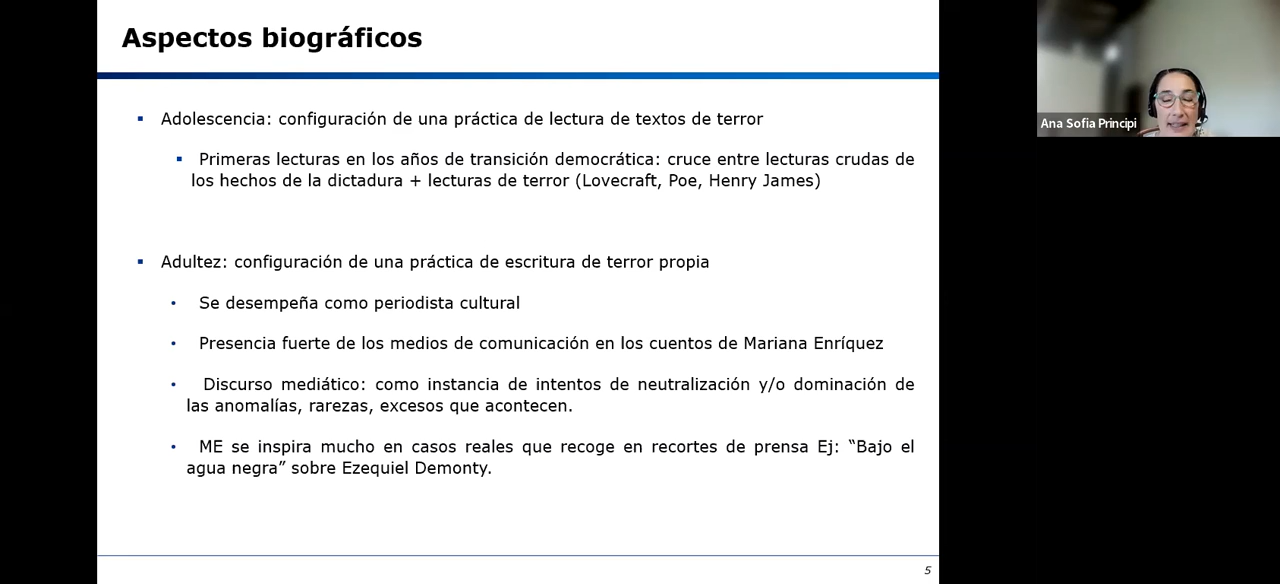 Aspectos biográficos
Adolescencia: configuración de una práctica de lectura de textos de terror
Primeras lecturas en los años de transición democrática: cruce entre lecturas crudas de
los hechos de la dictadura + lecturas de terror (Lovecraft, Poe, Henry James)
Adultez: configuración de una práctica de escritura de terror propia
Se desempeña como periodista cultural
Presencia fuerte de los medios de comunicación en los cuentos de Mariana Enríquez
Discurso mediático: como instancia de intentos de neutralización y/o dominación de
las anomalías, rarezas, excesos que acontecen.
ME se inspira mucho en casos reales que recoge en recortes de prensa Ej: “Bajo el
agua negra” sobre Ezequiel Demonty.
5
Ana Sofia Principi